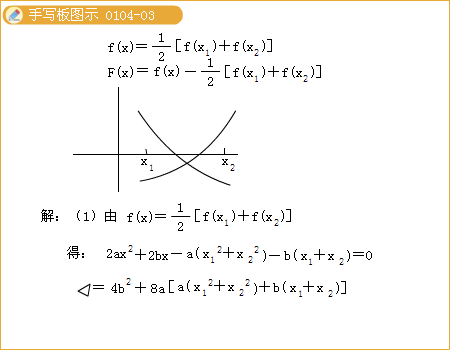 手写板图示 0104-03
f(x)=1/2[f(x₁)+f(x₂)]
F(x)=f(x)-1/2[f(x₁)+f(x₂)]
x₁ x₂
解:(1)由 f(x)=1/2[f(x₁)+f(x₂)]
得: 2ax²+2bx-a(x₁²+x₂²)-b(x₁+x₂)=0
◁=4b²+8a[a(x₁²+x₂²)+b(x₁+x₂)]